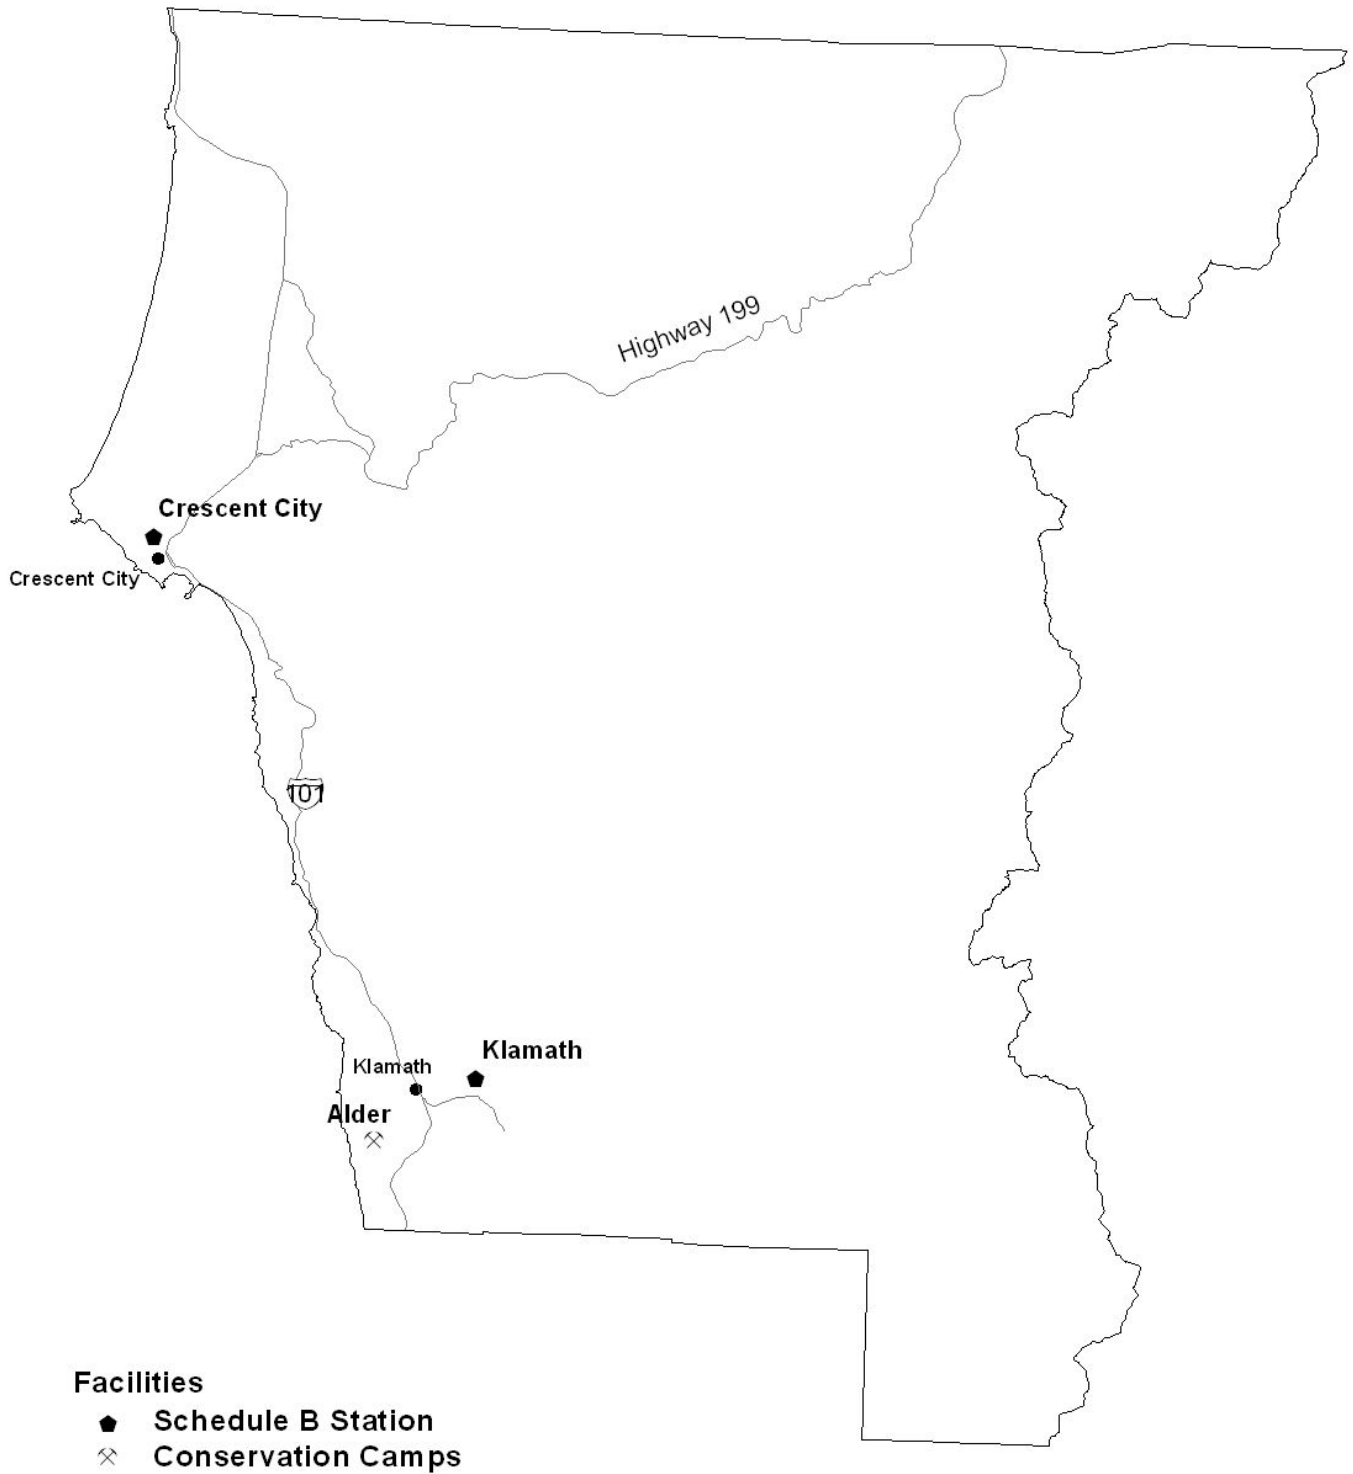 Highway 199
Crescent City
Crescent City
101
Klamath
Klamath
Alder
Facilities
Schedule B Station
Conservation Camps